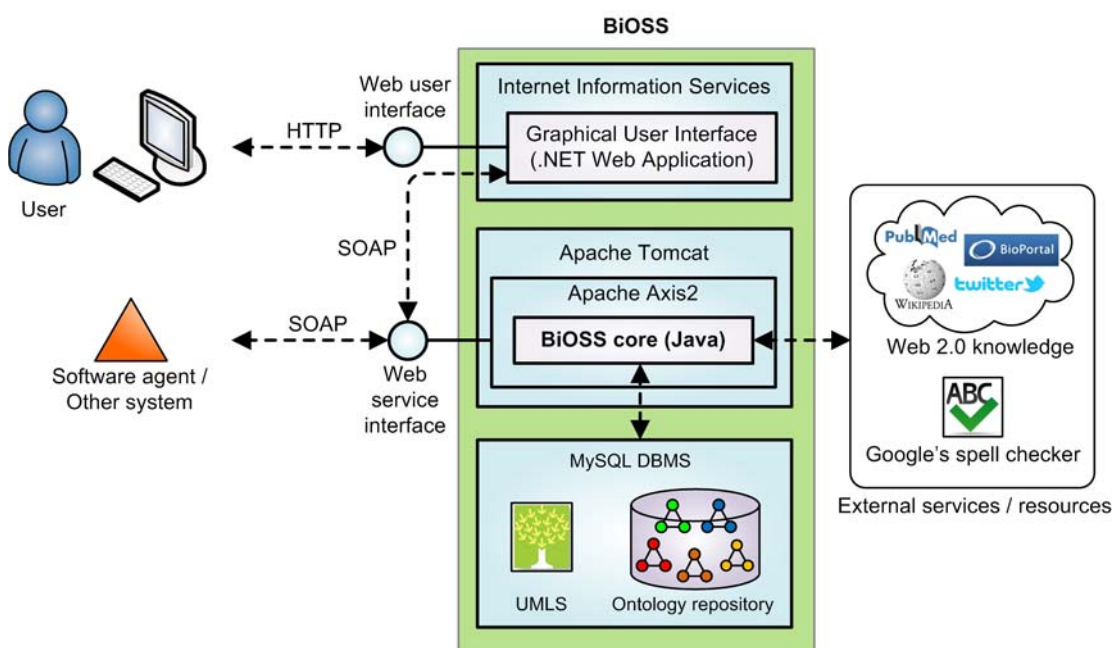 BiOSS
Internet Information Services
Graphical User Interface
(.NET Web Application)
Web user
interface
HTTP
User
SOAP
Apache Tomcat
Apache Axis2
BiOSS core (Java)
SOAP
Software agent /
Other system
Web
service
interface
MySQL DBMS
UMLS
Ontology repository
PubMed
BioPortal
WIKIPEDIA
twitter
Web 2.0 knowledge
ABC
Google's spell checker
External services / resources